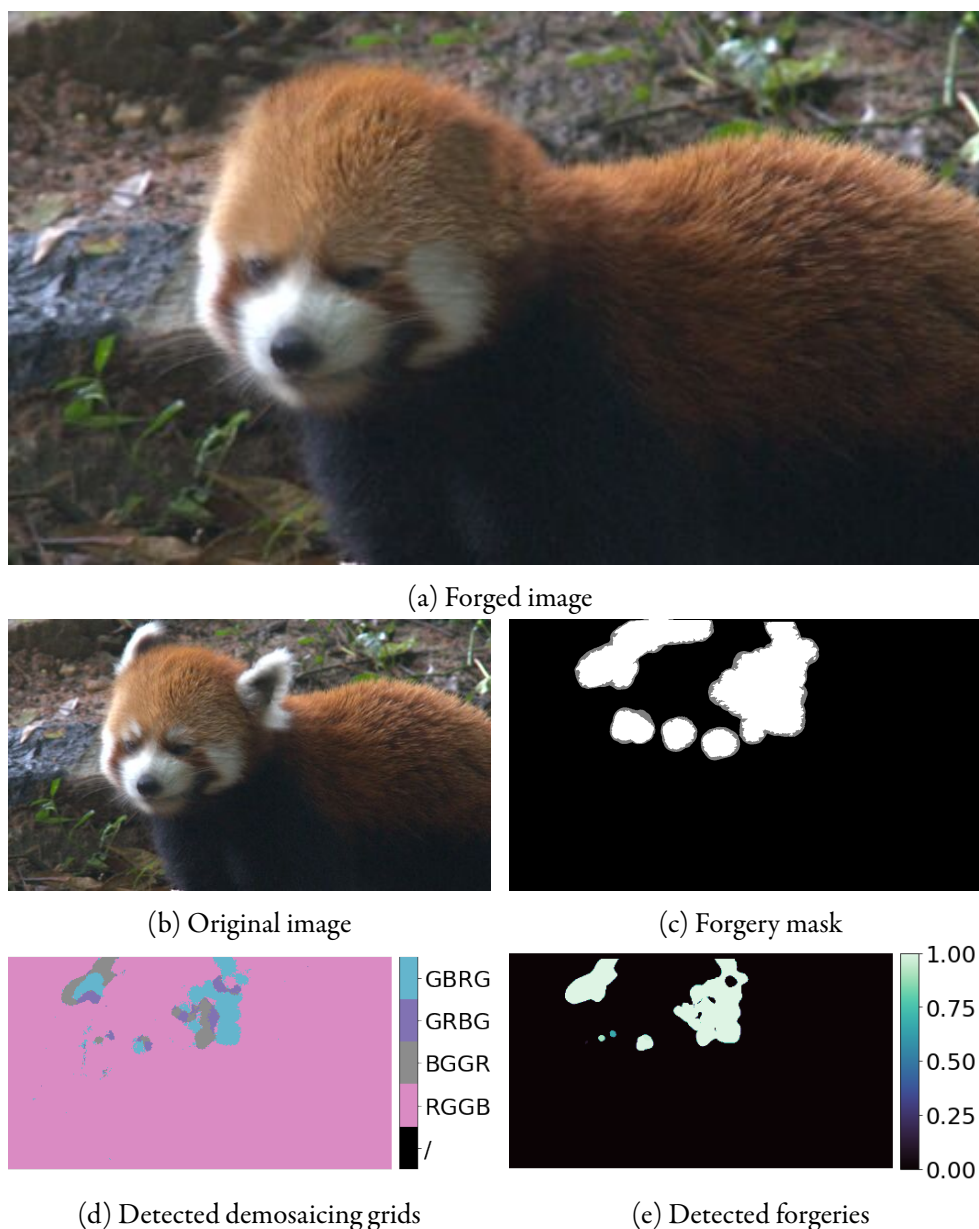 (a) Forged image
(b) Original image
(c) Forgery mask
GBRG
GRBG
BGGR
RGGB
/
1.00
0.75
0.50
0.25
0.00
(d) Detected demosaicing grids
(e) Detected forgeries